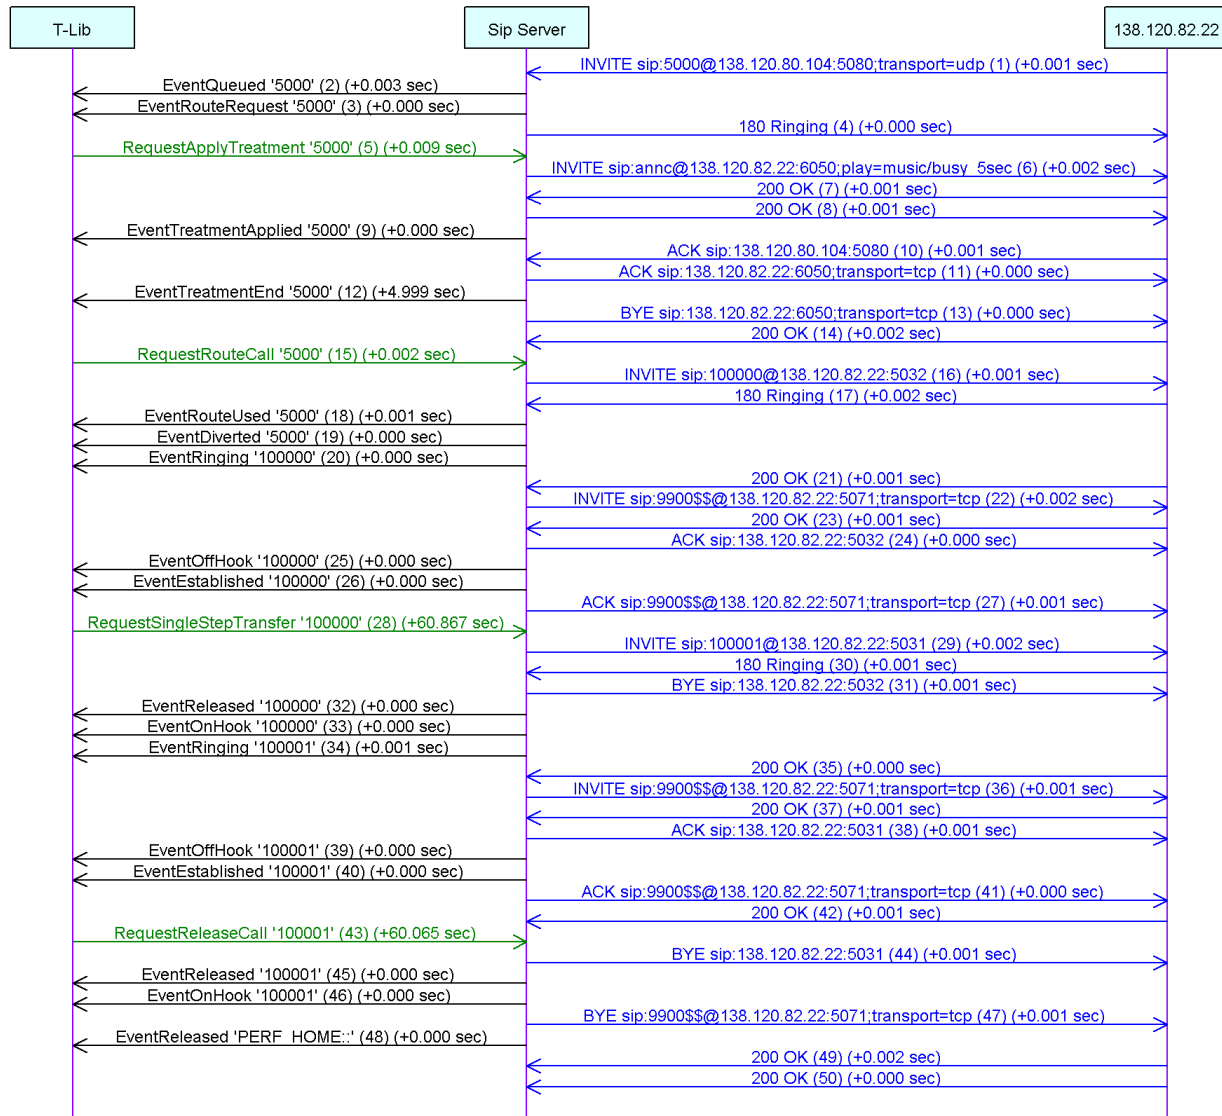 T-Lib
Sip Server
138.120.82.22
INVITE sip:5000@138.120.80.104:5080;transport=udp (1) (+0.001 sec)
EventQueued '5000' (2) (+0.003 sec)
EventRouteRequest '5000' (3) (+0.000 sec)
180 Ringing (4) (+0.000 sec)
RequestApplyTreatment '5000' (5) (+0.009 sec)
INVITE sip:annc@138.120.82.22:6050;play=music/busy_5sec (6) (+0.002 sec)
200 OK (7) (+0.001 sec)
200 OK (8) (+0.001 sec)
EventTreatmentApplied '5000' (9) (+0.000 sec)
ACK sip:138.120.80.104:5080 (10) (+0.001 sec)
ACK sip:138.120.82.22:6050;transport=tcp (11) (+0.000 sec)
EventTreatmentEnd '5000' (12) (+4.999 sec)
BYE sip:138.120.82.22:6050;transport=tcp (13) (+0.000 sec)
200 OK (14) (+0.002 sec)
RequestRouteCall '5000' (15) (+0.002 sec)
INVITE sip:100000@138.120.82.22:5032 (16) (+0.001 sec)
180 Ringing (17) (+0.002 sec)
EventRouteUsed '5000' (18) (+0.001 sec)
EventDiverted '5000' (19) (+0.000 sec)
EventRinging '100000' (20) (+0.000 sec)
200 OK (21) (+0.001 sec)
INVITE sip:9900$$@138.120.82.22:5071;transport=tcp (22) (+0.002 sec)
200 OK (23) (+0.001 sec)
ACK sip:138.120.82.22:5032 (24) (+0.000 sec)
EventOffHook '100000' (25) (+0.000 sec)
EventEstablished '100000' (26) (+0.000 sec)
ACK sip:9900$$@138.120.82.22:5071;transport=tcp (27) (+0.001 sec)
RequestSingleStepTransfer '100000' (28) (+60.867 sec)
INVITE sip:100001@138.120.82.22:5031 (29) (+0.002 sec)
180 Ringing (30) (+0.001 sec)
BYE sip:138.120.82.22:5032 (31) (+0.001 sec)
EventReleased '100000' (32) (+0.000 sec)
EventOnHook '100000' (33) (+0.000 sec)
EventRinging '100001' (34) (+0.001 sec)
200 OK (35) (+0.000 sec)
INVITE sip:9900$$@138.120.82.22:5071;transport=tcp (36) (+0.001 sec)
200 OK (37) (+0.001 sec)
ACK sip:138.120.82.22:5031 (38) (+0.001 sec)
EventOffHook '100001' (39) (+0.000 sec)
EventEstablished '100001' (40) (+0.000 sec)
ACK sip:9900$$@138.120.82.22:5071;transport=tcp (41) (+0.000 sec)
200 OK (42) (+0.001 sec)
RequestReleaseCall '100001' (43) (+60.065 sec)
BYE sip:138.120.82.22:5031 (44) (+0.001 sec)
EventReleased '100001' (45) (+0.000 sec)
EventOnHook '100001' (46) (+0.000 sec)
BYE sip:9900$$@138.120.82.22:5071;transport=tcp (47) (+0.001 sec)
EventReleased 'PERF_HOME::' (48) (+0.000 sec)
200 OK (49) (+0.002 sec)
200 OK (50) (+0.000 sec)